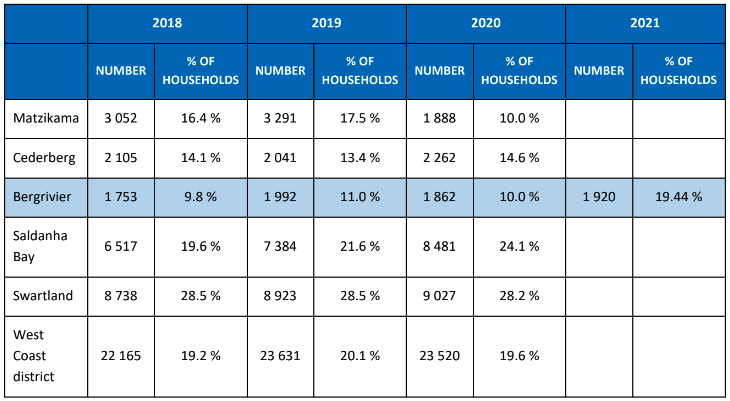 2018 2019 2020 2021
NUMBER % OF HOUSEHOLDS NUMBER % OF HOUSEHOLDS NUMBER % OF HOUSEHOLDS NUMBER % OF HOUSEHOLDS
Matzikama 3 052 16.4 % 3 291 17.5 % 1 888 10.0 %
Cederberg 2 105 14.1 % 2 041 13.4 % 2 262 14.6 %
Bergrivier 1 753 9.8 % 1 992 11.0 % 1 862 10.0 % 1 920 19.44 %
Saldanha Bay 6 517 19.6 % 7 384 21.6 % 8 481 24.1 %
Swartland 8 738 28.5 % 8 923 28.5 % 9 027 28.2 %
West Coast district 22 165 19.2 % 23 631 20.1 % 23 520 19.6 %